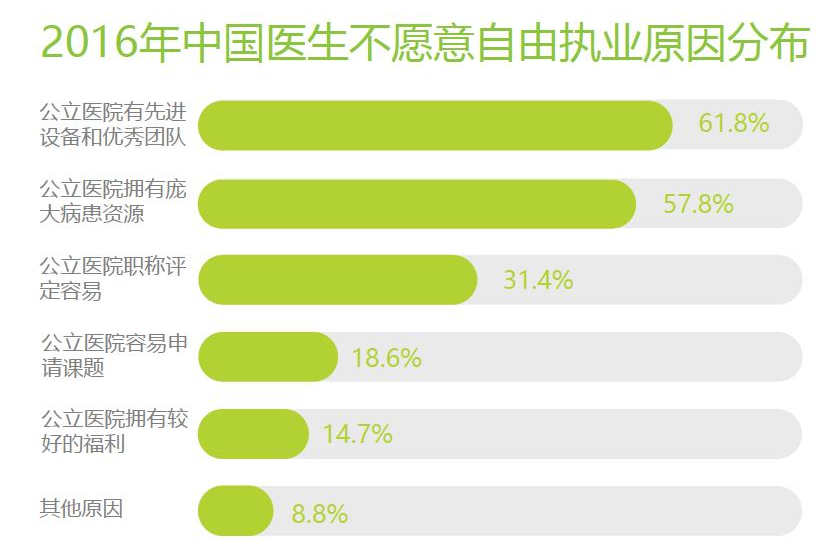 2016年中国医生不愿意自由执业原因分布
公立医院有先进
设备和优秀团队
61.8%
公立医院拥有庞
大病患资源
57.8%
公立医院职称评
定容易
31.4%
公立医院容易申
请课题
18.6%
公立医院拥有较
好的福利
14.7%
其他原因
8.8%